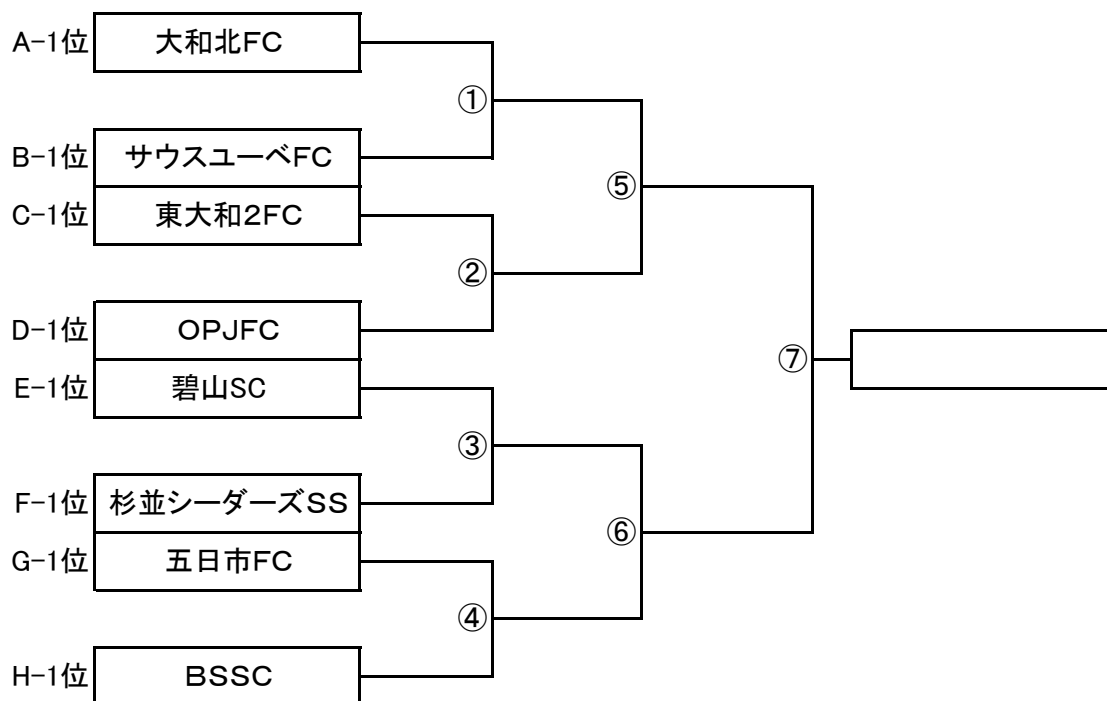 A-1位 大和北FC
①
B-1位 サウスユーベFC
⑤
C-1位 東大和2FC
②
D-1位 OPJFC
⑦
E-1位 碧山SC
③
F-1位 杉並シーダーズSS
⑥
G-1位 五日市FC
④
H-1位 BSSC